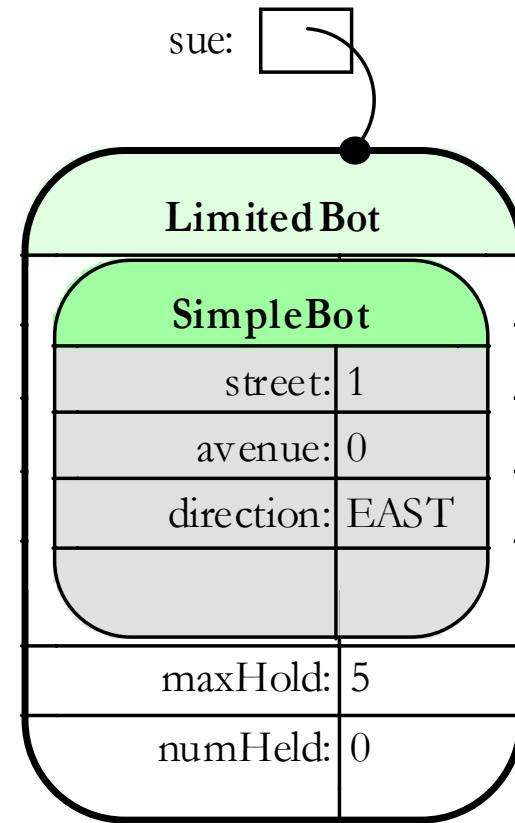 sue:
LimitedBot
SimpleBot
street: 1
avenue: 0
direction: EAST
maxHold: 5
numHeld: 0